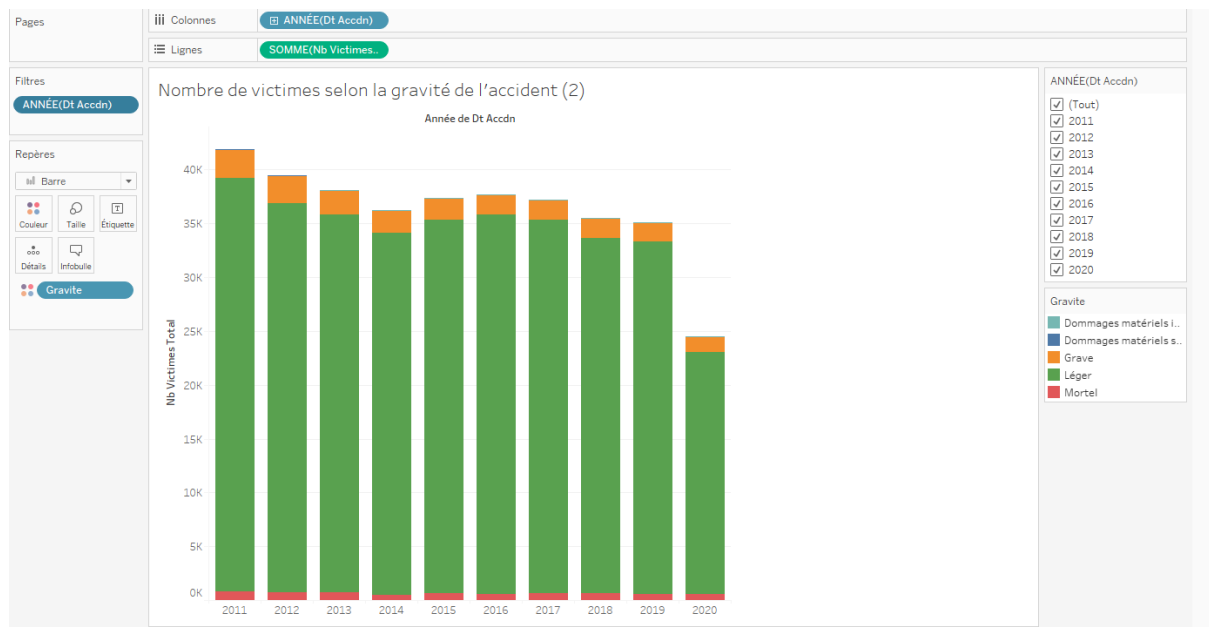 Pages
Colonnes
ANNÉE(Dt Accdn)
Lignes
SOMME(Nb Victimes..
Filtres
ANNÉE(Dt Accdn)
Repères
Barre
Couleur
Taille
Étiquette
Détails
Infobulle
Gravite
Nombre de victimes selon la gravité de l'accident (2)
Année de Dt Accdn
Nb Victimes Total
40K
35K
30K
25K
20K
15K
10K
5K
0K
2011 2012 2013 2014 2015 2016 2017 2018 2019 2020
ANNÉE(Dt Accdn)
(Tout)
2011
2012
2013
2014
2015
2016
2017
2018
2019
2020
Gravite
Dommages matériels i..
Dommages matériels s..
Grave
Léger
Mortel